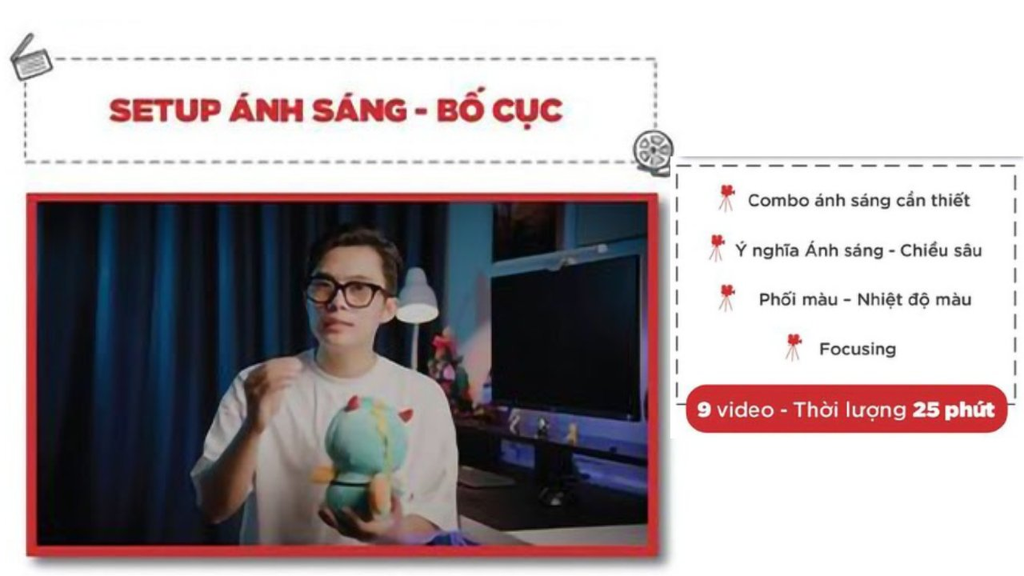 SETUP ÁNH SÁNG - BỐ CỤC
Combo ánh sáng cần thiết
Ý nghĩa Ánh sáng - Chiều sâu
Phối màu – Nhiệt độ màu
Focusing
9 video - Thời lượng 25 phút